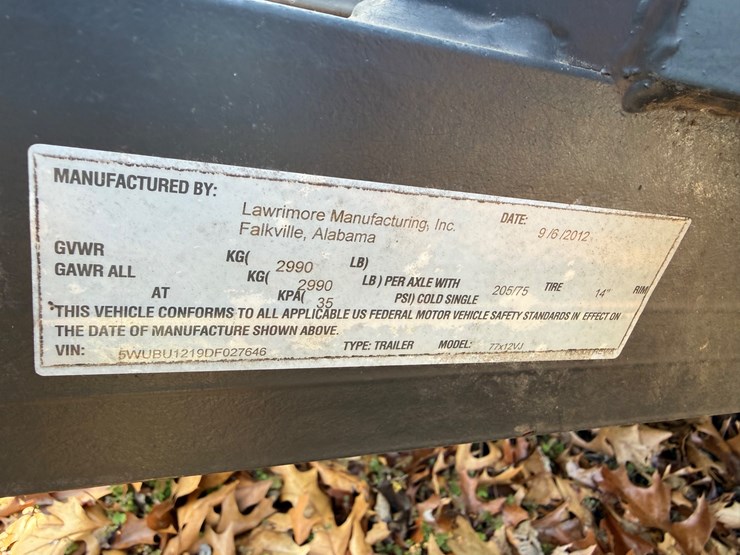 MANUFACTURED BY: Lawrimore Manufacturing, Inc. DATE: 9/6/2012
Falkville, Alabama
GVWR KG( 2990 LB)
GAWR ALL KG( 2990 LB) PER AXLE WITH 205/75 TIRE 14" RIM
AT KPA( 35 PSI) COLD SINGLE
THIS VEHICLE CONFORMS TO ALL APPLICABLE US FEDERAL MOTOR VEHICLE SAFETY STANDARDS IN EFFECT ON
THE DATE OF MANUFACTURE SHOWN ABOVE.
VIN: 5WUBU1219DF027646 TYPE: TRAILER MODEL: 77x12VJ